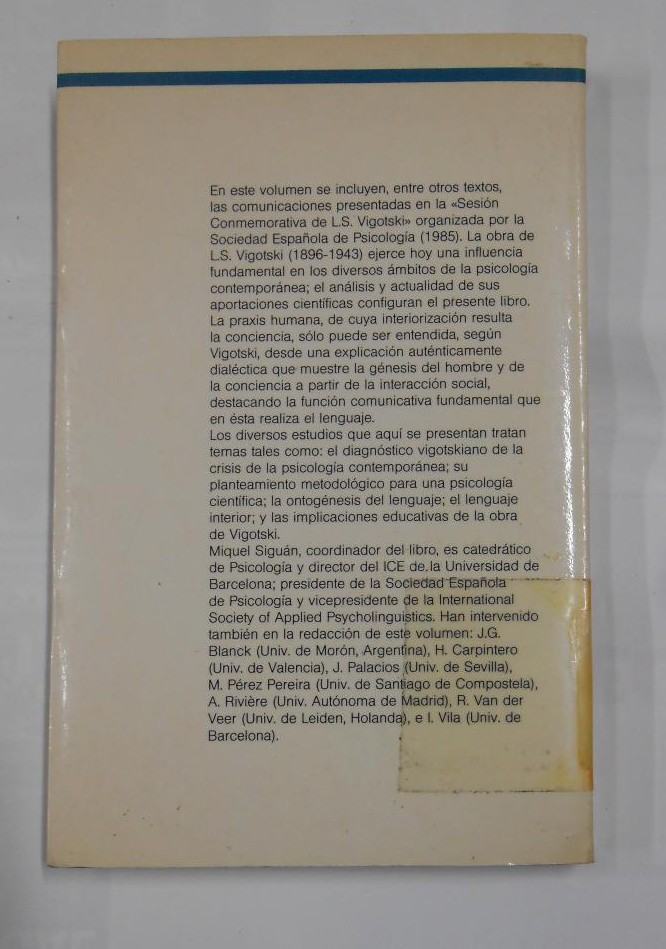 En este volumen se incluyen, entre otros textos,
las comunicaciones presentadas en la «Sesión
Conmemorativa de L.S. Vigotski» organizada por la
Sociedad Española de Psicología (1985). La obra de
L.S. Vigotski (1896-1943) ejerce hoy una influencia
fundamental en los diversos ámbitos de la psicología
contemporánea; el análisis y actualidad de sus
aportaciones científicas configuran el presente libro.
La praxis humana, de cuya interiorización resulta
la conciencia, sólo puede ser entendida, según
Vigotski, desde una explicación auténticamente
dialéctica que muestre la génesis del hombre y de
la conciencia a partir de la interacción social,
destacando la función comunicativa fundamental que
en ésta realiza el lenguaje.
Los diversos estudios que aquí se presentan tratan
temas tales como: el diagnóstico vigotskiano de la
crisis de la psicología contemporánea; su
planteamiento metodológico para una psicología
científica; la ontogénesis del lenguaje; el lenguaje
interior; y las implicaciones educativas de la obra
de Vigotski.
Miquel Siguán, coordinador del libro, es catedrático
de Psicología y director del ICE de la Universidad de
Barcelona; presidente de la Sociedad Española
de Psicología y vicepresidente de la International
Society of Applied Psycholinguistics. Han intervenido
también en la redacción de este volumen: J.G.
Blanck (Univ. de Morón, Argentina), H. Carpintero
(Univ. de Valencia), J. Palacios (Univ. de Sevilla),
M. Pérez Pereira (Univ. de Santiago de Compostela),
A. Rivière (Univ. Autónoma de Madrid), R. Van der
Veer (Univ. de Leiden, Holanda), e I. Vila (Univ. de
Barcelona).